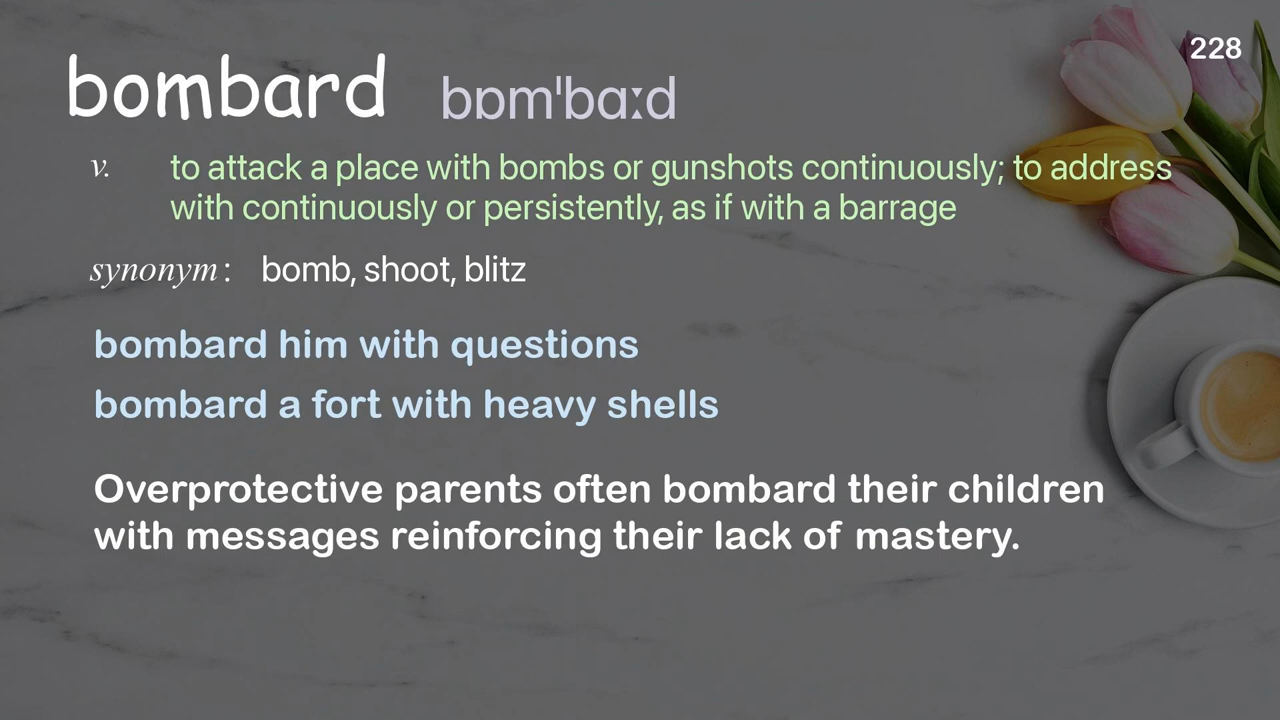 228
bombard bɒmˈbɑːd
v. to attack a place with bombs or gunshots continuously; to address
with continuously or persistently, as if with a barrage
synonym: bomb, shoot, blitz
bombard him with questions
bombard a fort with heavy shells
Overprotective parents often bombard their children
with messages reinforcing their lack of mastery.